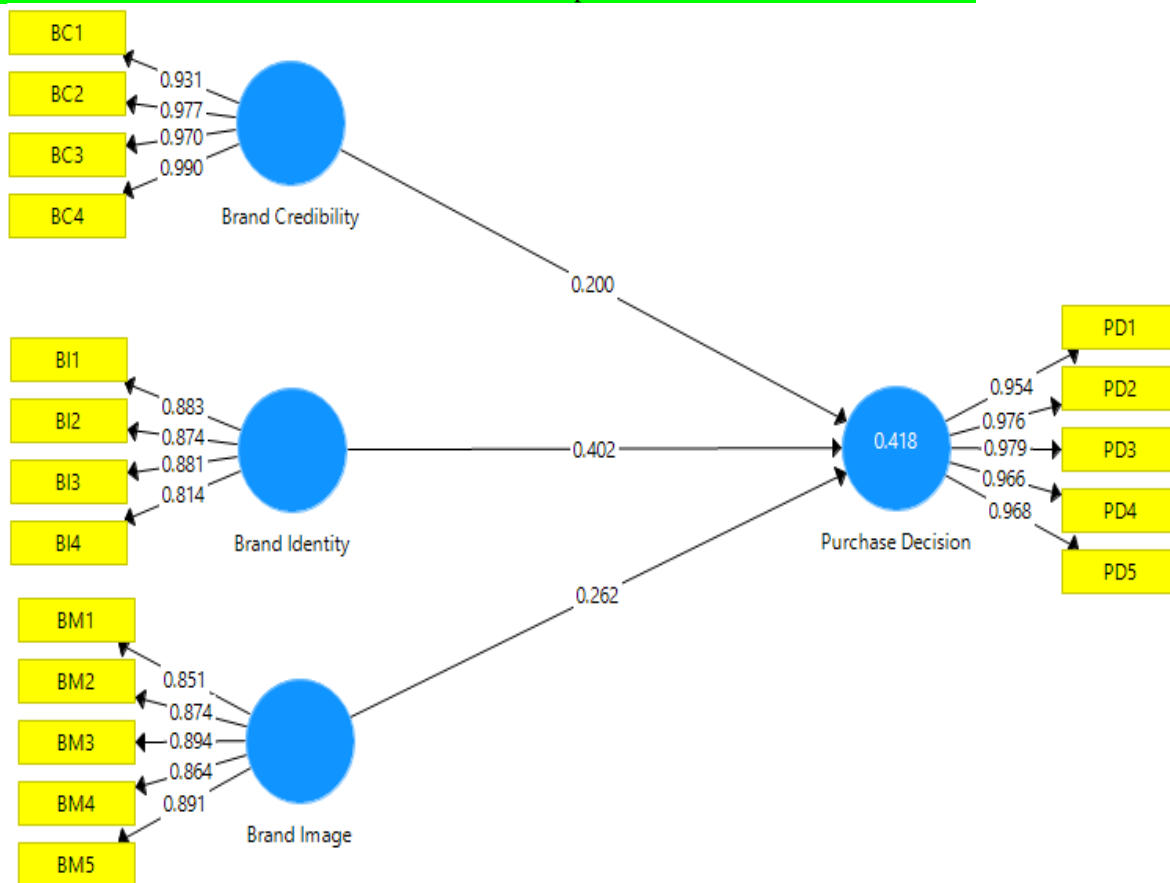 BC1
BC2
BC3
BC4
0.931
0.977
0.970
0.990
Brand Credibility
0.200
BI1
BI2
BI3
BI4
0.883
0.874
0.881
0.814
Brand Identity
0.402
BM1
BM2
BM3
BM4
BM5
0.851
0.874
0.894
0.864
0.891
Brand Image
0.262
0.418
Purchase Decision
0.954
0.976
0.979
0.966
0.968
PD1
PD2
PD3
PD4
PD5